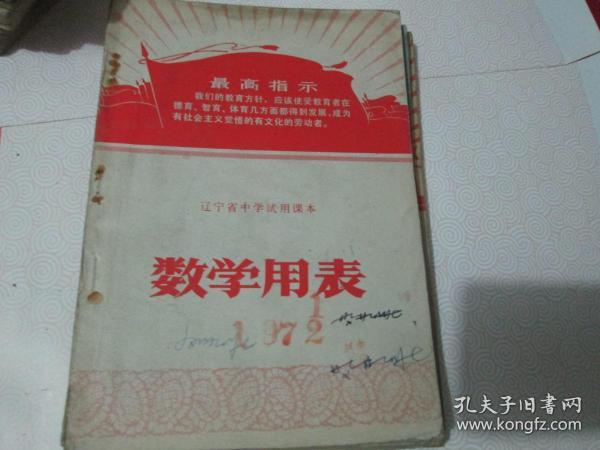 最高指示
我们的教育方针，应该使受教育者在
德育、智育、体育几方面都得到发展，成为
有社会主义觉悟的有文化的劳动者。
辽宁省中学试用课本
数学用表
1
1972
孔夫子旧书网
www.kongfz.com